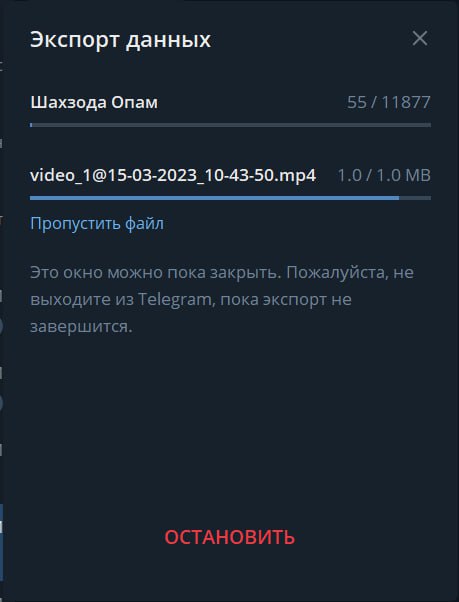 Экспорт данных
Шахзода Опам 55 / 11877
video_1@15-03-2023_10-43-50.mp4 1.0 / 1.0 MB
Пропустить файл
Это окно можно пока закрыть. Пожалуйста, не
выходите из Telegram, пока экспорт не
завершится.
ОСТАНОВИТЬ